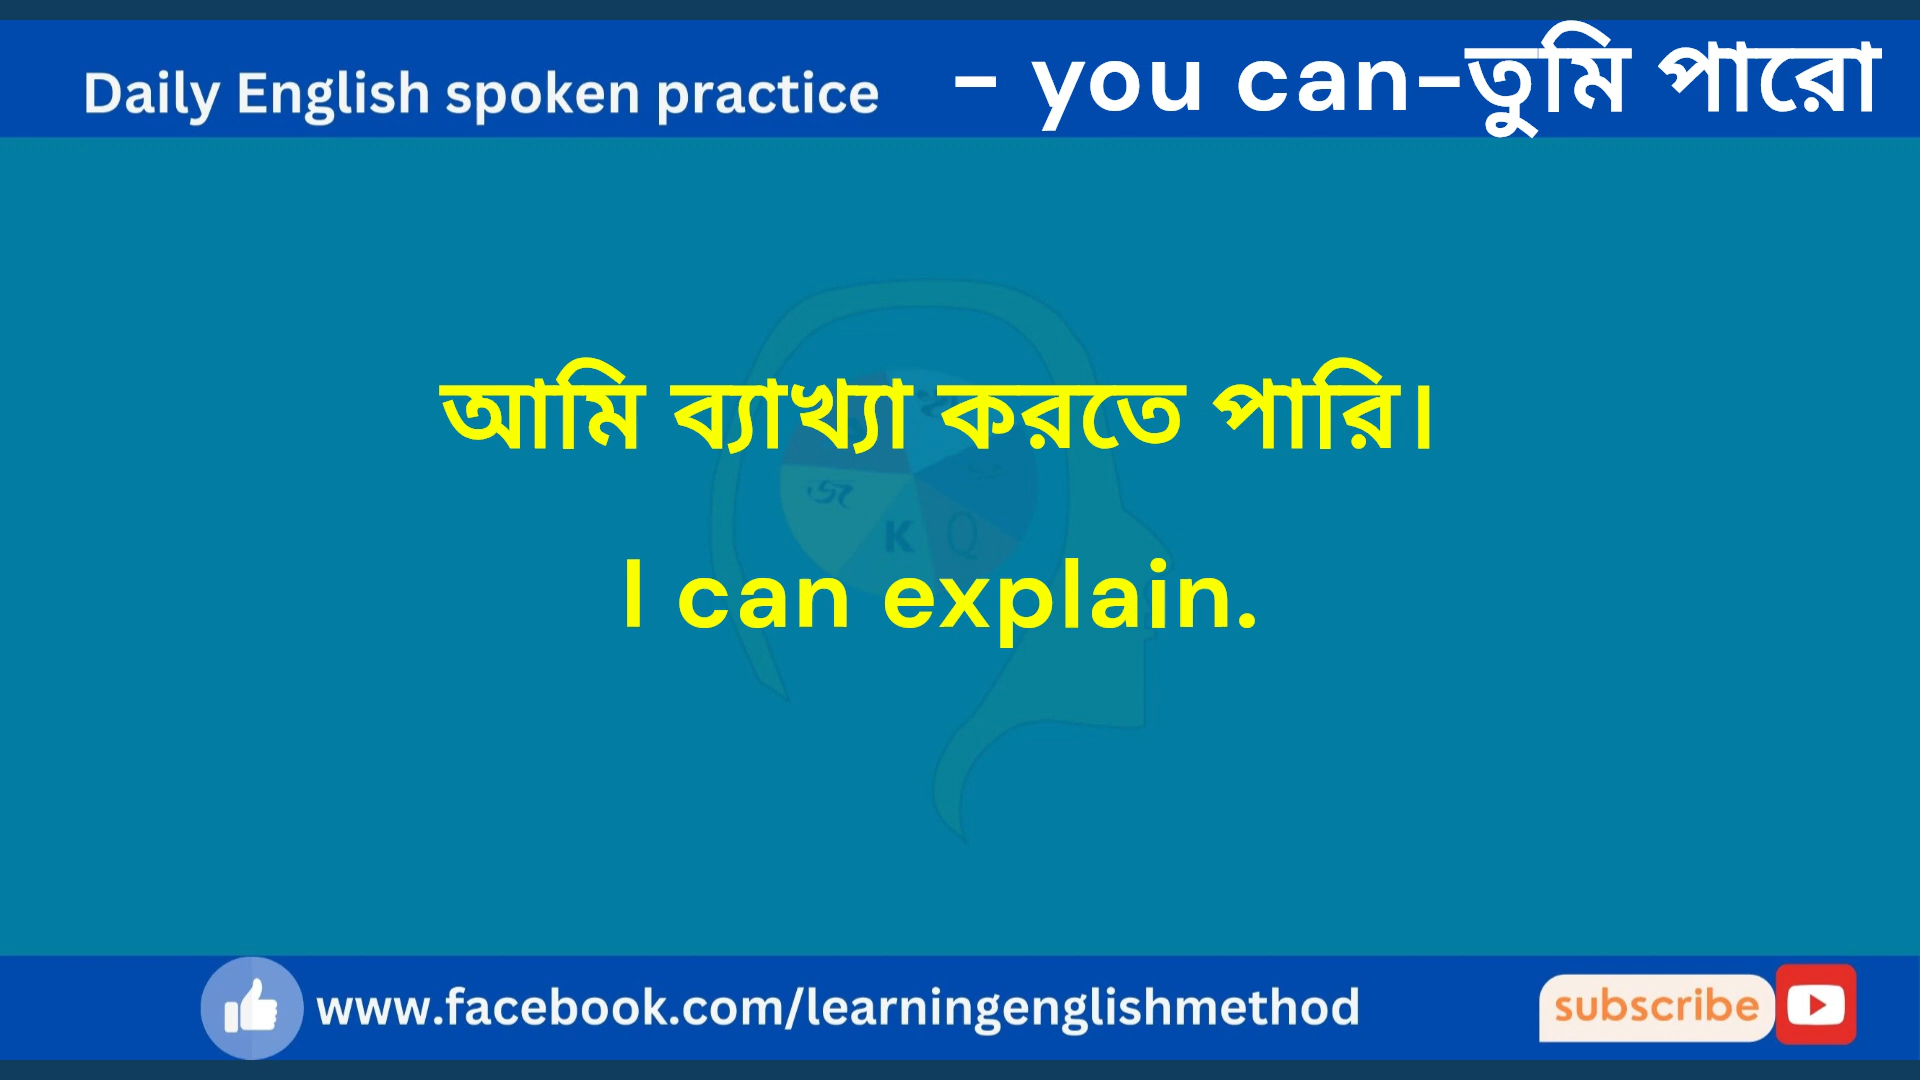 Daily English spoken practice - you can-তুমি পারো
আমি ব্যাখ্যা করতে পারি।
জ
K Q
I can explain.
www.facebook.com/learningenglishmethod subscribe